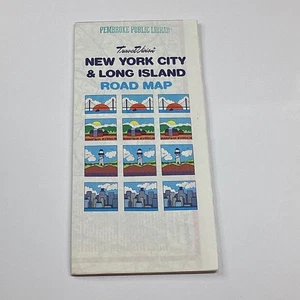 PEMBROKE PUBLIC LIBRARY
TravelVision
NEW YORK CITY
& LONG ISLAND
ROAD MAP